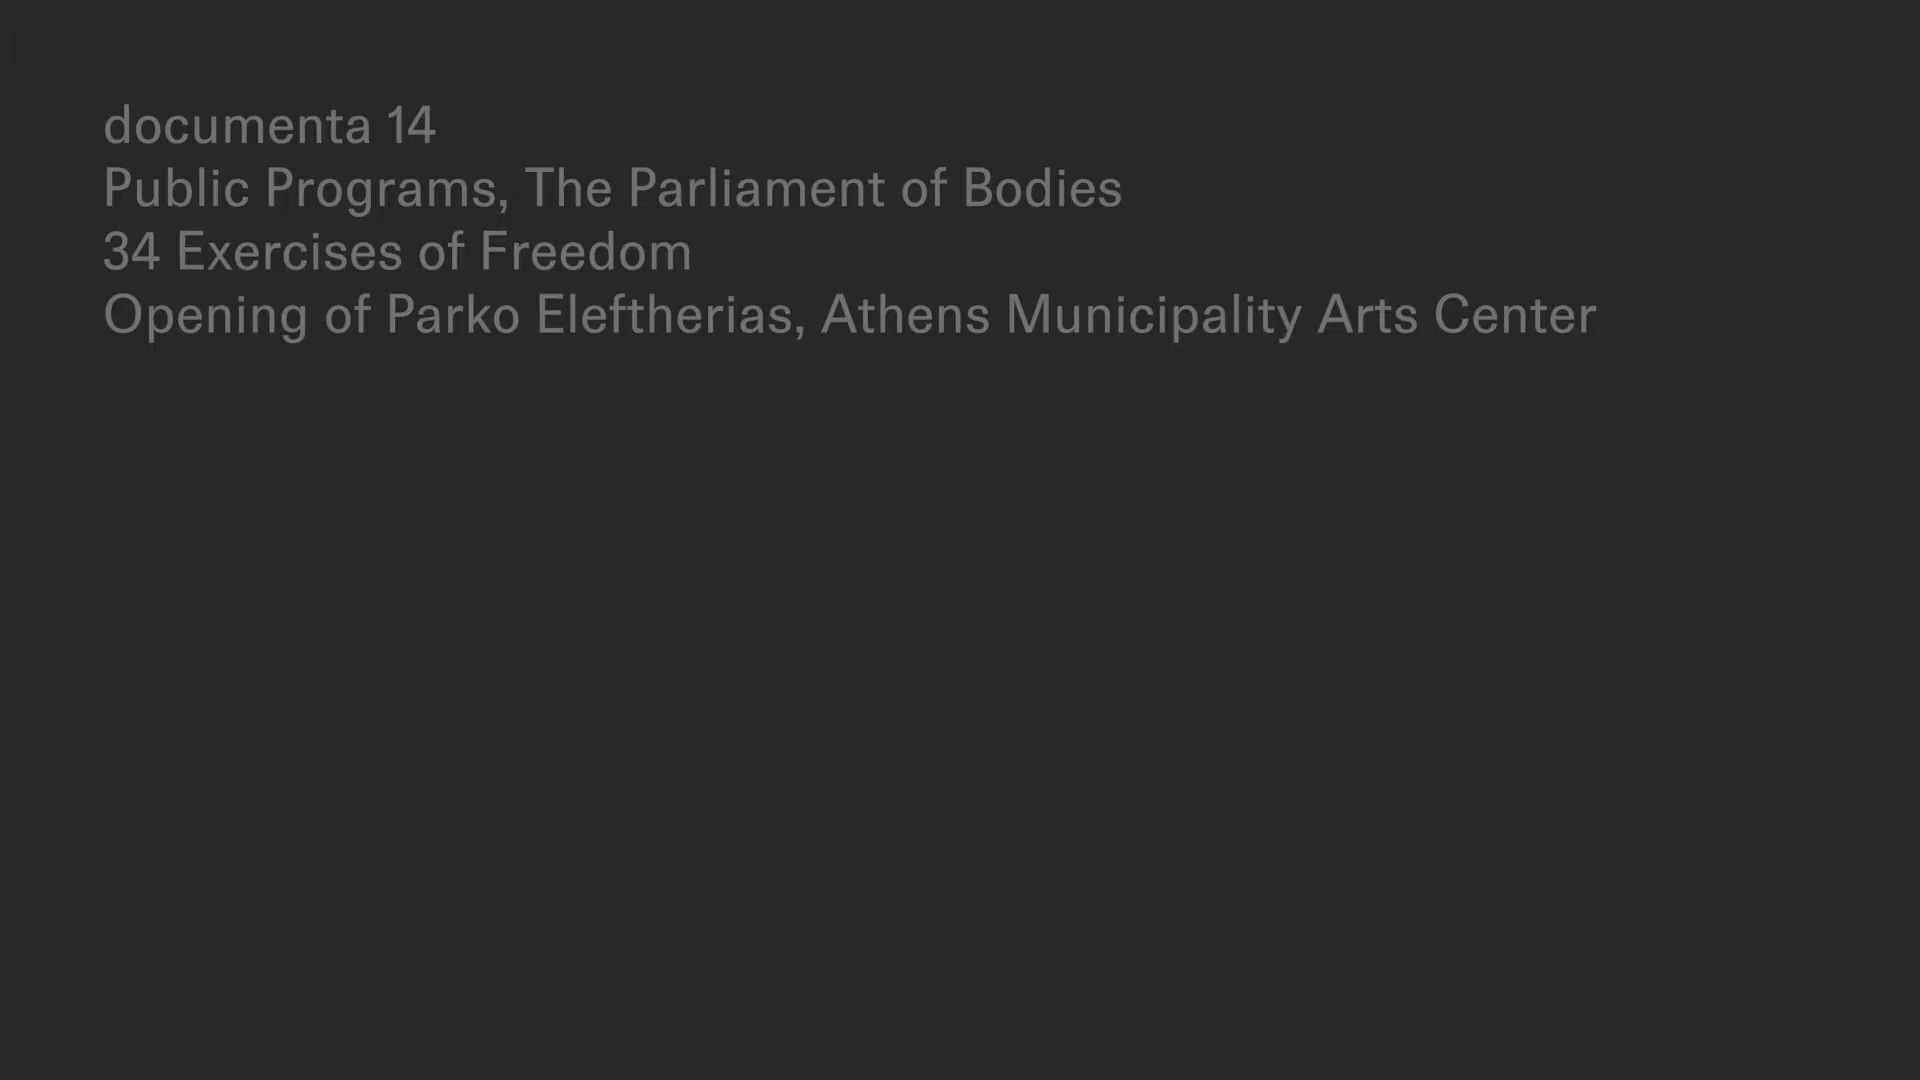 documenta 14
Public Programs, The Parliament of Bodies
34 Exercises of Freedom
Opening of Parko Eleftherias, Athens Municipality Arts Center